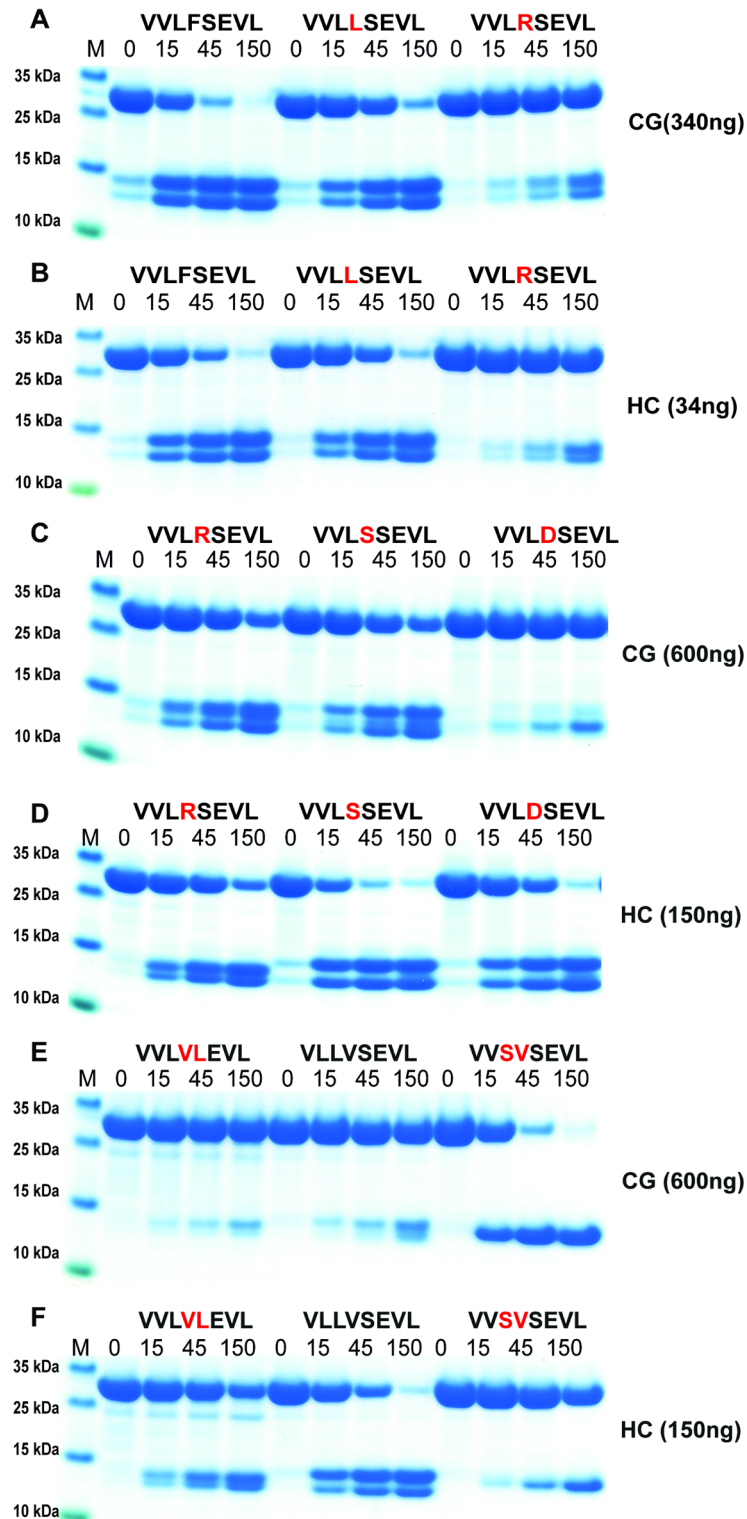 A
VVLFSEVL VVLLSEVL VVLRSEVL
M 0 15 45 150 0 15 45 150 0 15 45 150
35 kDa
25 kDa
15 kDa
10 kDa
CG(340ng)
B
VVLFSEVL VVLLSEVL VVLRSEVL
M 0 15 45 150 0 15 45 150 0 15 45 150
35 kDa
25 kDa
15 kDa
10 kDa
HC (34ng)
C
VVLRSEVL VVLSSEVL VVLDSEVL
M 0 15 45 150 0 15 45 150 0 15 45 150
35 kDa
25 kDa
15 kDa
10 kDa
CG (600ng)
D
VVLRSEVL VVLSSEVL VVLDSEVL
M 0 15 45 150 0 15 45 150 0 15 45 150
35 kDa
25 kDa
15 kDa
10 kDa
HC (150ng)
E
VVLVLEVL VLLVSEVL VVSVSEVL
M 0 15 45 150 0 15 45 150 0 15 45 150
35 kDa
25 kDa
15 kDa
10 kDa
CG (600ng)
F
VVLVLEVL VLLVSEVL VVSVSEVL
M 0 15 45 150 0 15 45 150 0 15 45 150
35 kDa
25 kDa
15 kDa
10 kDa
HC (150ng)